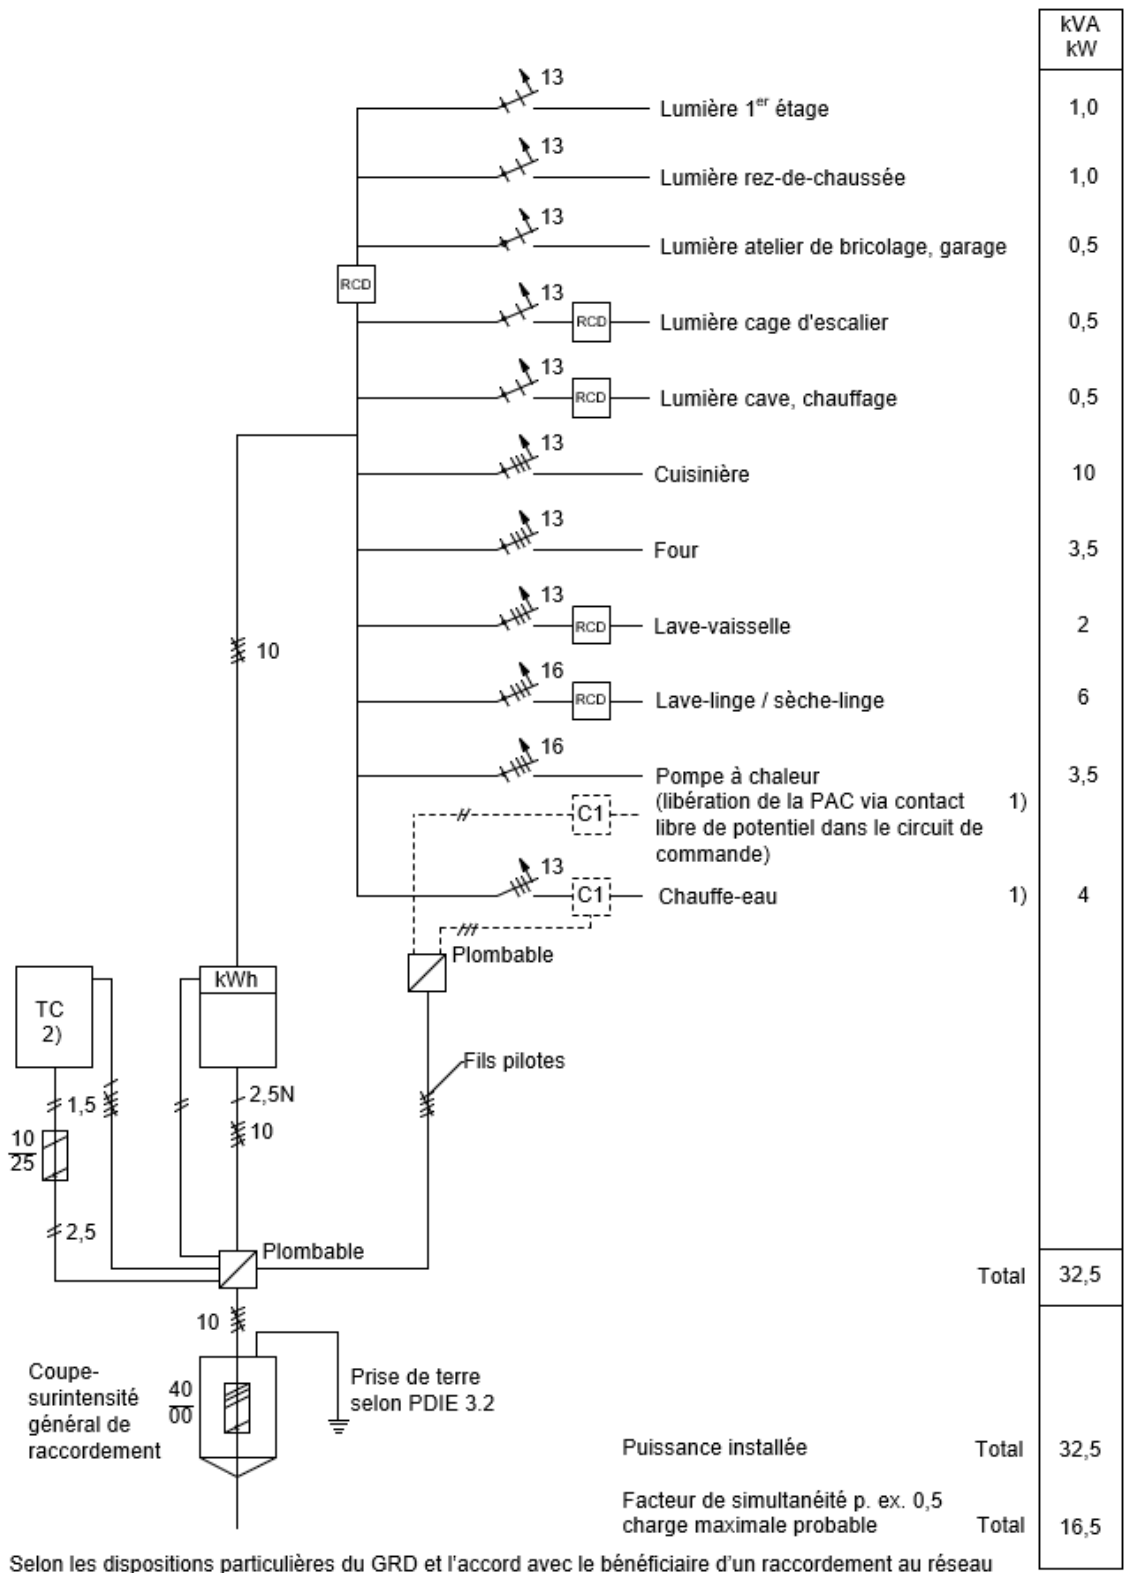 kVA
kW
13
Lumière 1er étage
1,0
13
Lumière rez-de-chaussée
1,0
13
Lumière atelier de bricolage, garage
0,5
RCD
13
RCD
Lumière cage d'escalier
0,5
13
RCD
Lumière cave, chauffage
0,5
13
Cuisinière
10
13
Four
3,5
13
RCD
Lave-vaisselle
2
10
16
RCD
Lave-linge / sèche-linge
6
16
Pompe à chaleur
3,5
(libération de la PAC via contact 1)
C1
libre de potentiel dans le circuit de
commande)
13
C1
Chauffe-eau 1)
4
Plombable
kWh
TC
2)
Fils pilotes
2,5N
1,5
10
10
25
2,5
Plombable
Total 32,5
10
Coupe-
surintensité
général de
raccordement
40
00
Prise de terre
selon PDIE 3.2
Puissance installée Total 32,5
Facteur de simultanéité p. ex. 0,5
charge maximale probable Total 16,5
Selon les dispositions particulières du GRD et l'accord avec le bénéficiaire d'un raccordement au réseau